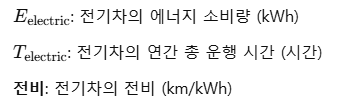 E_electric: 전기차의 에너지 소비량 (kWh)
T_electric: 전기차의 연간 총 운행 시간 (시간)
전비: 전기차의 전비 (km/kWh)